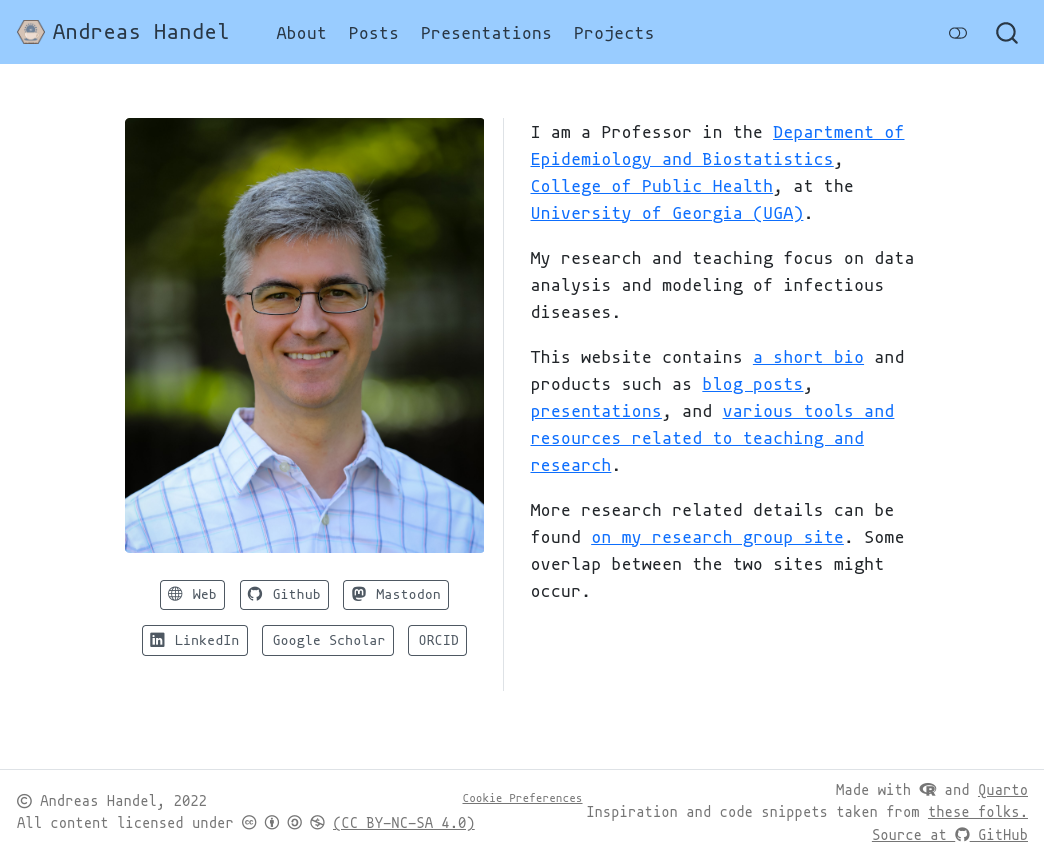 Andreas Handel
About Posts Presentations Projects
I am a Professor in the Department of
Epidemiology and Biostatistics,
College of Public Health, at the
University of Georgia (UGA).
My research and teaching focus on data
analysis and modeling of infectious
diseases.
This website contains a short bio and
products such as blog posts,
presentations, and various tools and
resources related to teaching and
research.
More research related details can be
found on my research group site. Some
overlap between the two sites might
occur.
Web Github Mastodon
LinkedIn Google Scholar ORCID
© Andreas Handel, 2022
All content licensed under (CC BY-NC-SA 4.0)
Cookie Preferences
Made with R and Quarto
Inspiration and code snippets taken from these folks.
Source at GitHub